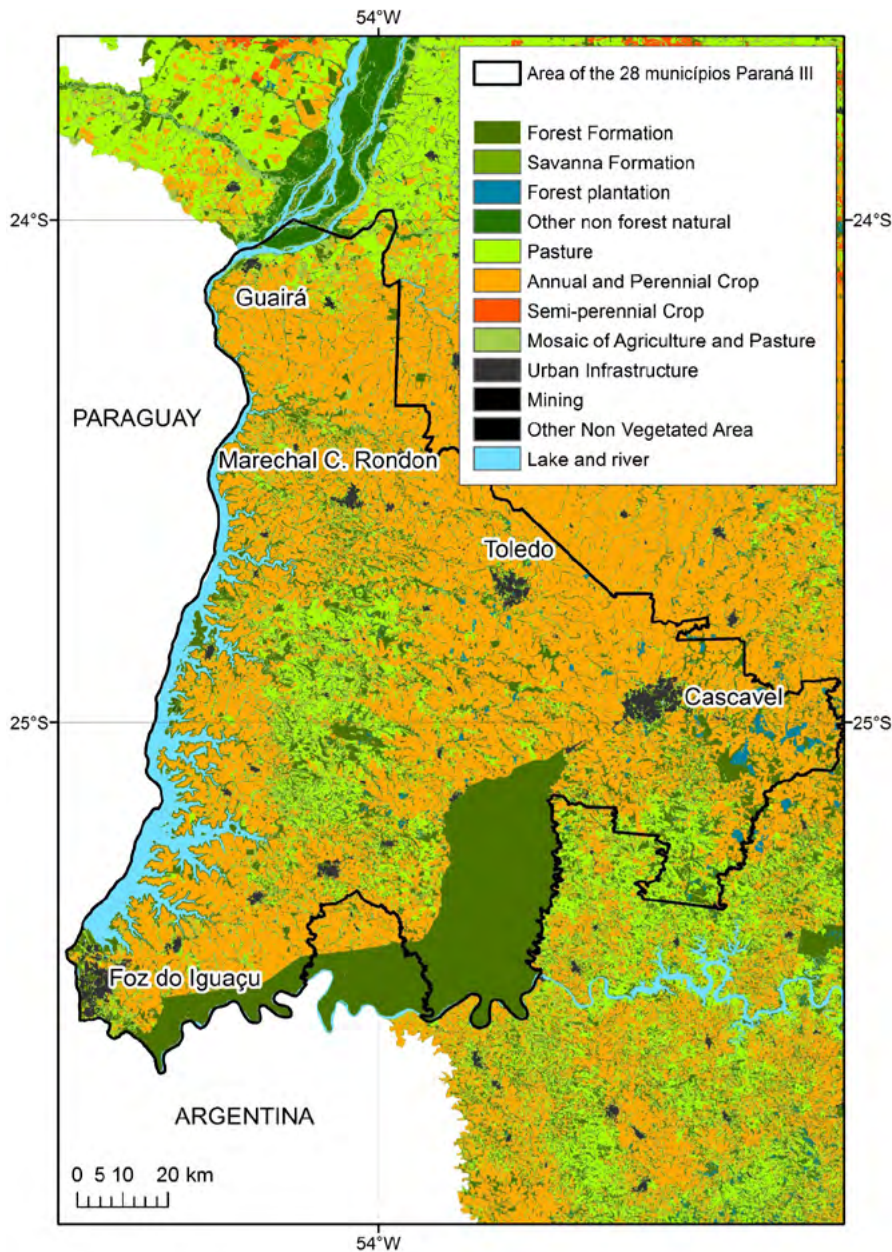 54°W
Area of the 28 municípios Paraná III
Forest Formation
Savanna Formation
Forest plantation
Other non forest natural
Pasture
Annual and Perennial Crop
Semi-perennial Crop
Mosaic of Agriculture and Pasture
Urban Infrastructure
Mining
Other Non Vegetated Area
Lake and river
24°S
24°S
Guairá
PARAGUAY
Marechal C. Rondon
Toledo
Cascavel
25°S
25°S
Foz do Iguaçu
ARGENTINA
0 5 10 20 km
54°W